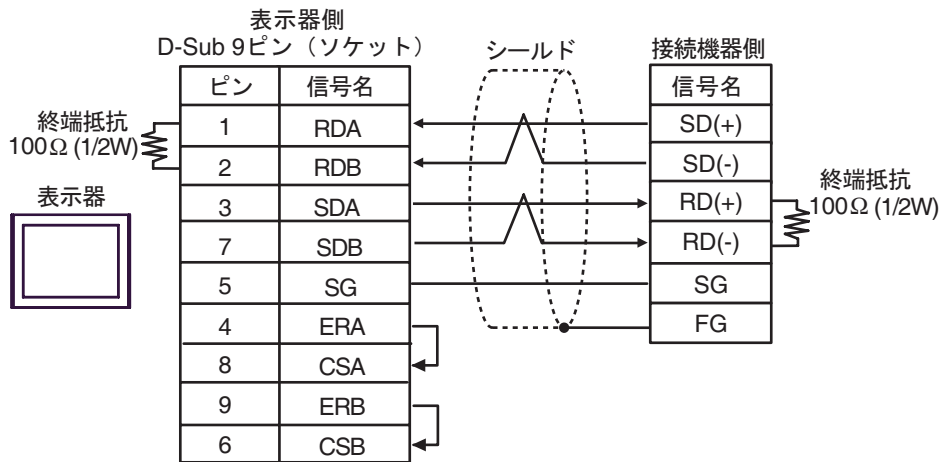 表示器側
D-Sub 9ピン（ソケット）
シールド
接続機器側
ピン 信号名
信号名
終端抵抗
100Ω (1/2W)
1 RDA
SD(+)
2 RDB
SD(-)
表示器
3 SDA
RD(+)
終端抵抗
100Ω (1/2W)
7 SDB
RD(-)
5 SG
SG
4 ERA
FG
8 CSA
9 ERB
6 CSB